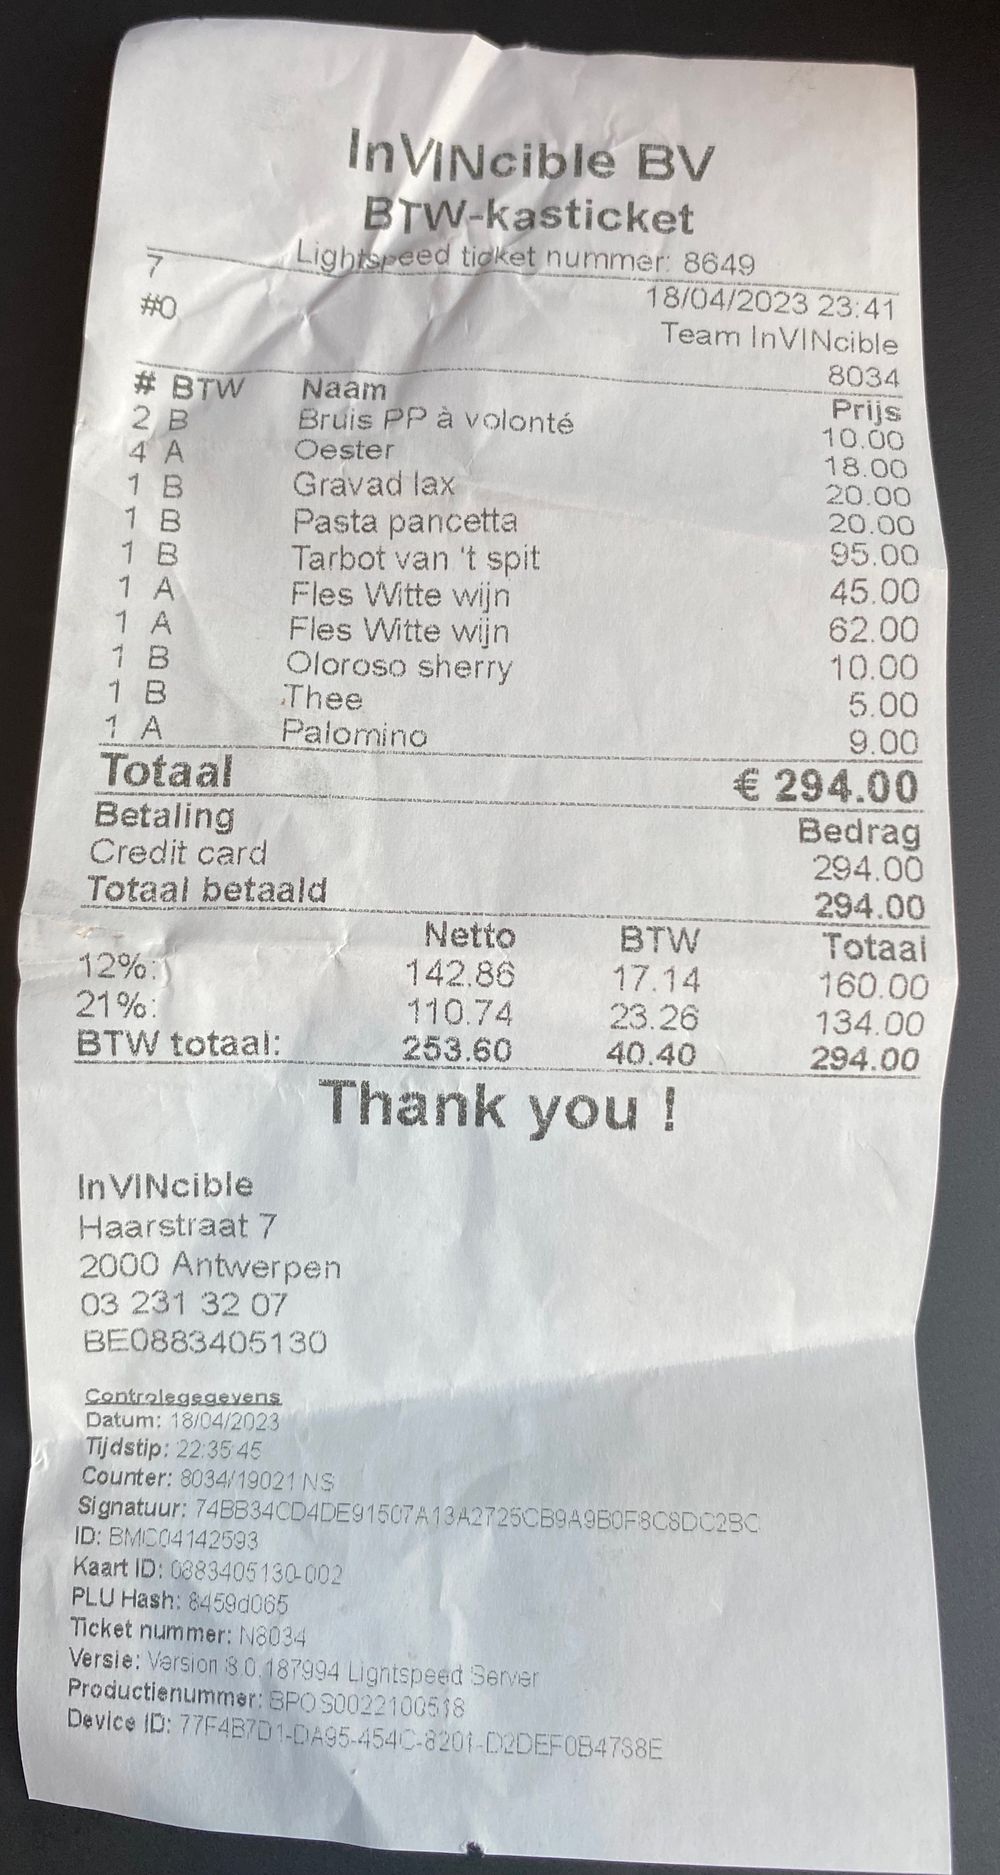 InVINcible BV
BTW-kasticket
Lightspeed ticket nummer: 8649
7 18/04/2023 23:41
#0 Team InVINcible
8034
# BTW Naam Prijs
2 B Bruis PP à volonté 10.00
4 A Oester 18.00
1 B Gravad lax 20.00
1 B Pasta pancetta 20.00
1 B Tarbot van 't spit 95.00
1 A Fles Witte wijn 45.00
1 A Fles Witte wijn 62.00
1 B Oloroso sherry 10.00
1 B Thee 5.00
1 A Palomino 9.00
Totaal € 294.00
Betaling Bedrag
Credit card 294.00
Totaal betaald 294.00
Netto BTW Totaal
12%: 142.86 17.14 160.00
21%: 110.74 23.26 134.00
BTW totaal: 253.60 40.40 294.00
Thank you !
InVINcible
Haarstraat 7
2000 Antwerpen
03 231 32 07
BE0883405130
Controlegegevens
Datum: 18/04/2023
Tijdstip: 22:35:45
Counter: 8034/19021 NS
Signatuur: 74BB34CD4DE91507A13A2725CB9A9B0F8C8DC2BC
ID: BMC04142593
Kaart ID: 0883405130-002
PLU Hash: 8459d065
Ticket nummer: N8034
Versie: Version 8.0.187994 Lightspeed Server
Productienummer: BPOS0022100518
Device ID: 77F4B7D1-DA95-454C-8201-D2DEF0B4788E